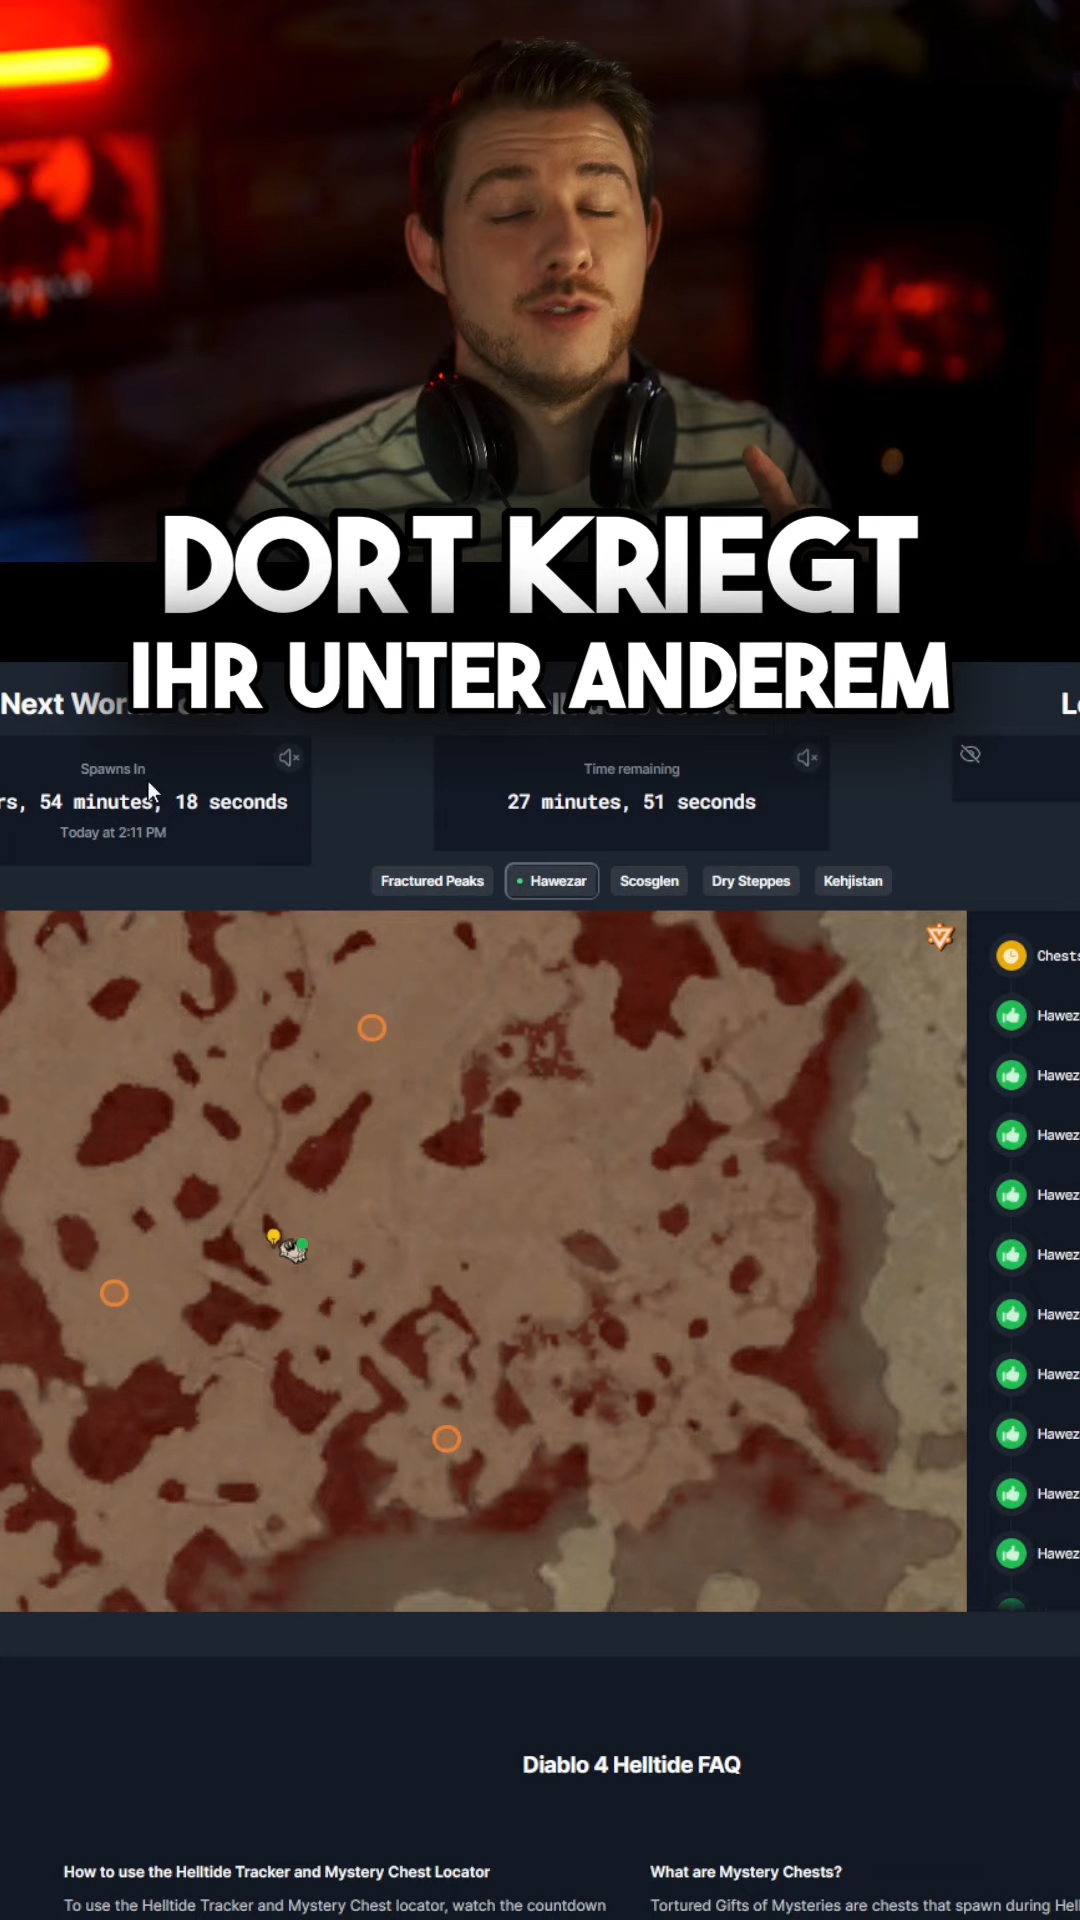 DORT KRIEGT
IHR UNTER ANDEREM
Next
Spawns In
54 minutes, 18 seconds
Today at 2:11 PM
Time remaining
27 minutes, 51 seconds
Fractured Peaks
Hawezar
Scosglen
Dry Steppes
Kehjistan
Chests
Hawez
Hawez
Hawez
Hawez
Hawez
Hawez
Hawez
Hawez
Hawez
Hawez
Diablo 4 Helltide FAQ
How to use the Helltide Tracker and Mystery Chest Locator
To use the Helltide Tracker and Mystery Chest locator, watch the countdown
What are Mystery Chests?
Tortured Gifts of Mysteries are chests that spawn during Hell